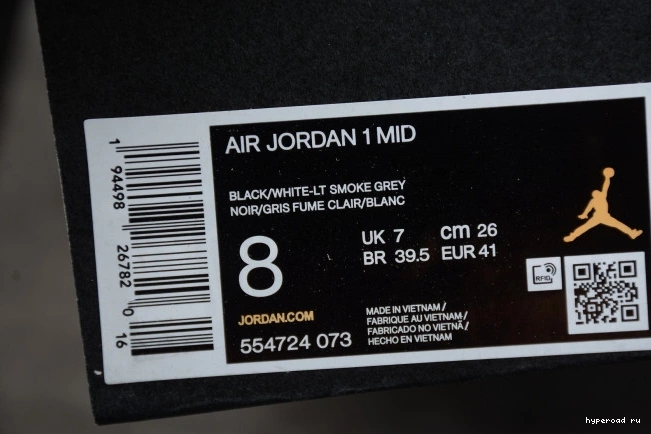 AIR JORDAN 1 MID
BLACK/WHITE-LT SMOKE GREY
NOIR/GRIS FUME CLAIR/BLANC
8
UK 7 cm 26
BR 39.5 EUR 41
RFID
JORDAN.COM
554724 073
MADE IN VIETNAM /
FABRIQUE AU VIETNAM /
FABRICADO NO VIETNÃ /
HECHO EN VIETNAM
1 94498 26782 0 16
hyperoad ru